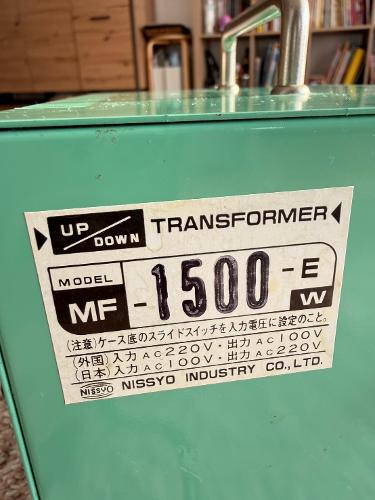 UP/DOWN TRANSFORMER
MODEL
MF-1500-E
W
(注意)ケース底のスライドスイッチを入力電圧に設定のこと。
(外国)入力AC220V・出力AC100V
(日本)入力AC100V・出力AC220V
NISSYO NISSYO INDUSTRY CO.,LTD.